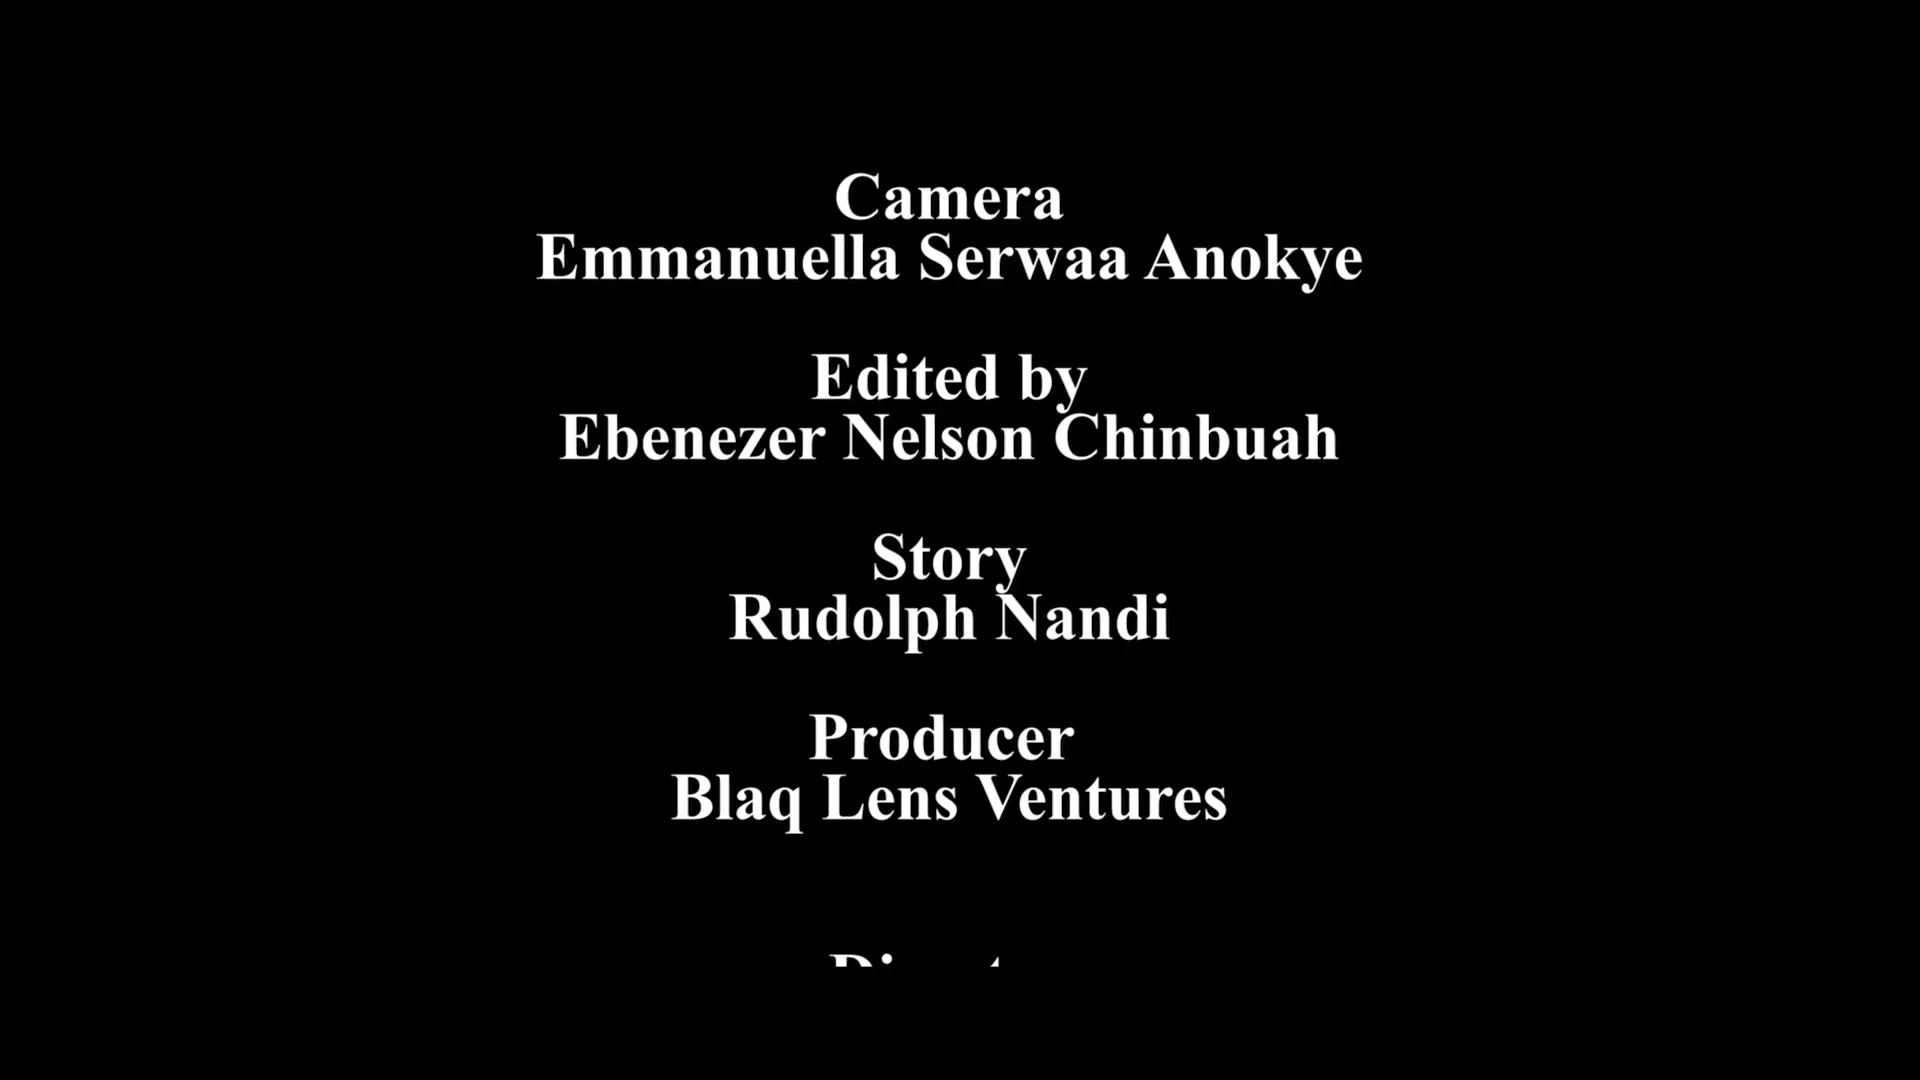 Camera
Emmanuella Serwaa Anokye
Edited by
Ebenezer Nelson Chinbuah
Story
Rudolph Nandi
Producer
Blaq Lens Ventures